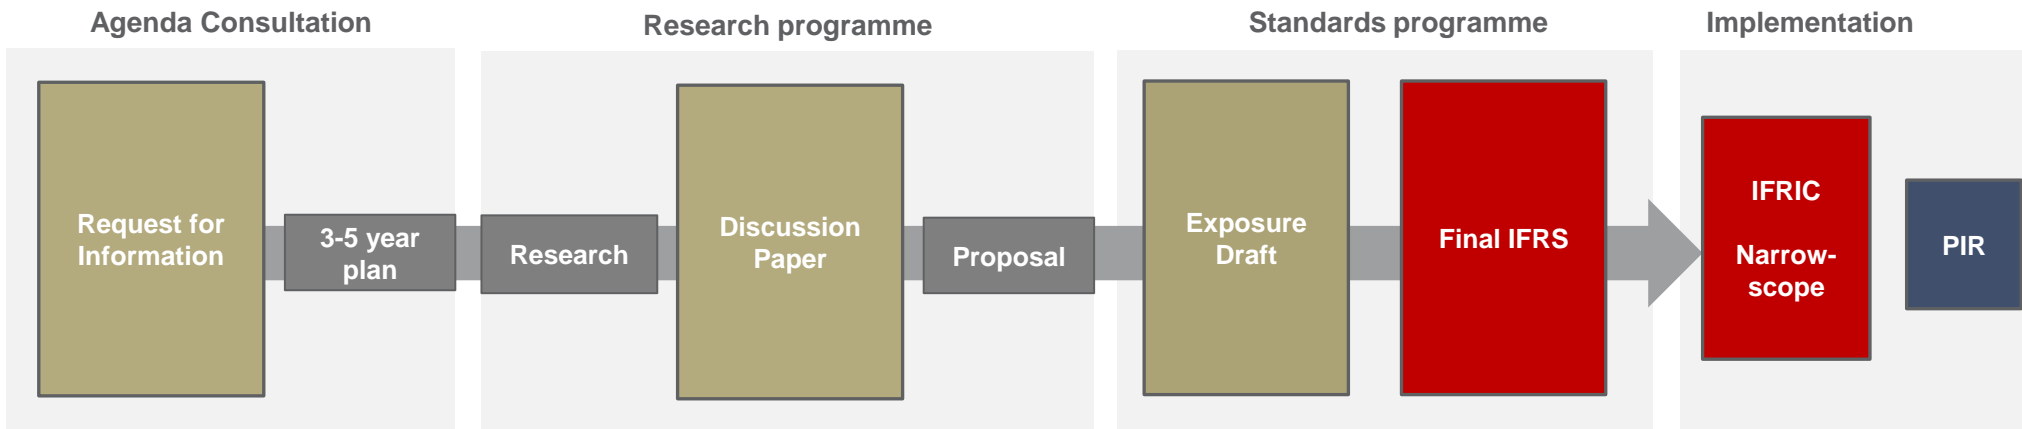 Agenda Consultation
Research programme
Standards programme
Implementation
Request for
Information
3-5 year
plan
Research
Discussion
Paper
Proposal
Exposure
Draft
Final IFRS
IFRIC
Narrow-
scope
PIR